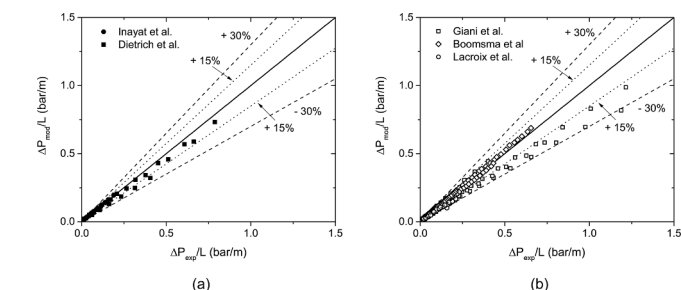 1.5
1.0
0.5
0.0
0.0
0.5
1.0
1.5
ΔP_mod/L (bar/m)
ΔP_exp/L (bar/m)
Inayat et al.
Dietrich et al.
+ 30%
+ 15%
- 30%
+ 15%
(a)
1.5
1.0
0.5
0.0
0.0
0.5
1.0
1.5
ΔP_mod/L (bar/m)
ΔP_exp/L (bar/m)
Giani et al.
Boomsma et al
Lacroix et al.
+ 30%
+ 15%
- 30%
+ 15%
(b)